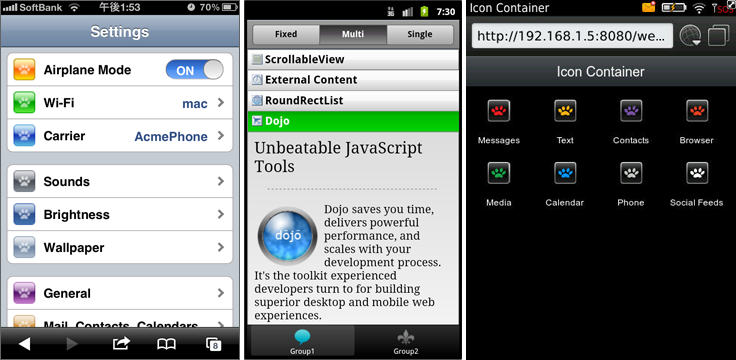 SoftBank 午後1:53 70%
Settings
Airplane Mode ON
Wi-Fi mac
Carrier AcmePhone
Sounds
Brightness
Wallpaper
General
Mail, Contacts, Calendars
8
3G 7:30
Fixed Multi Single
ScrollableView
External Content
RoundRectList
Dojo
Unbeatable JavaScript
Tools
dojo
Dojo saves you time,
delivers powerful
performance, and
scales with your
development process.
It's the toolkit experienced
developers turn to for building
superior desktop and mobile web
experiences.
Group1 Group2
Icon Container SOS
http://192.168.1.5:8080/we
Icon Container
Messages Text Contacts Browser
Media Calendar Phone Social Feeds